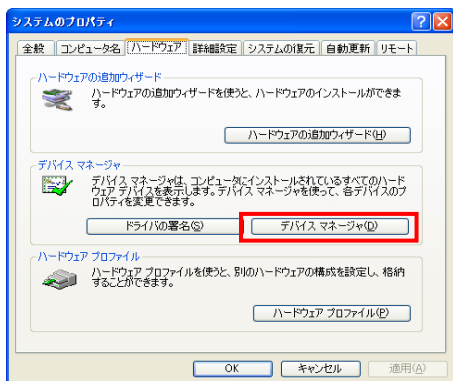 システムのプロパティ
全般 コンピュータ名 ハードウェア 詳細設定 システムの復元 自動更新 リモート
ハードウェアの追加ウィザード
ハードウェアの追加ウィザードを使うと、ハードウェアのインストールができま
す。
ハードウェアの追加ウィザード(H)
デバイス マネージャ
デバイス マネージャは、コンピュータにインストールされているすべてのハード
ウェア デバイスを表示します。デバイス マネージャを使って、各デバイスのプ
ロパティを変更できます。
ドライバの署名(S) デバイス マネージャ(D)
ハードウェア プロファイル
ハードウェア プロファイルを使うと、別のハードウェアの構成を設定し、格納
することができます。
ハードウェア プロファイル(P)
OK キャンセル 適用(A)